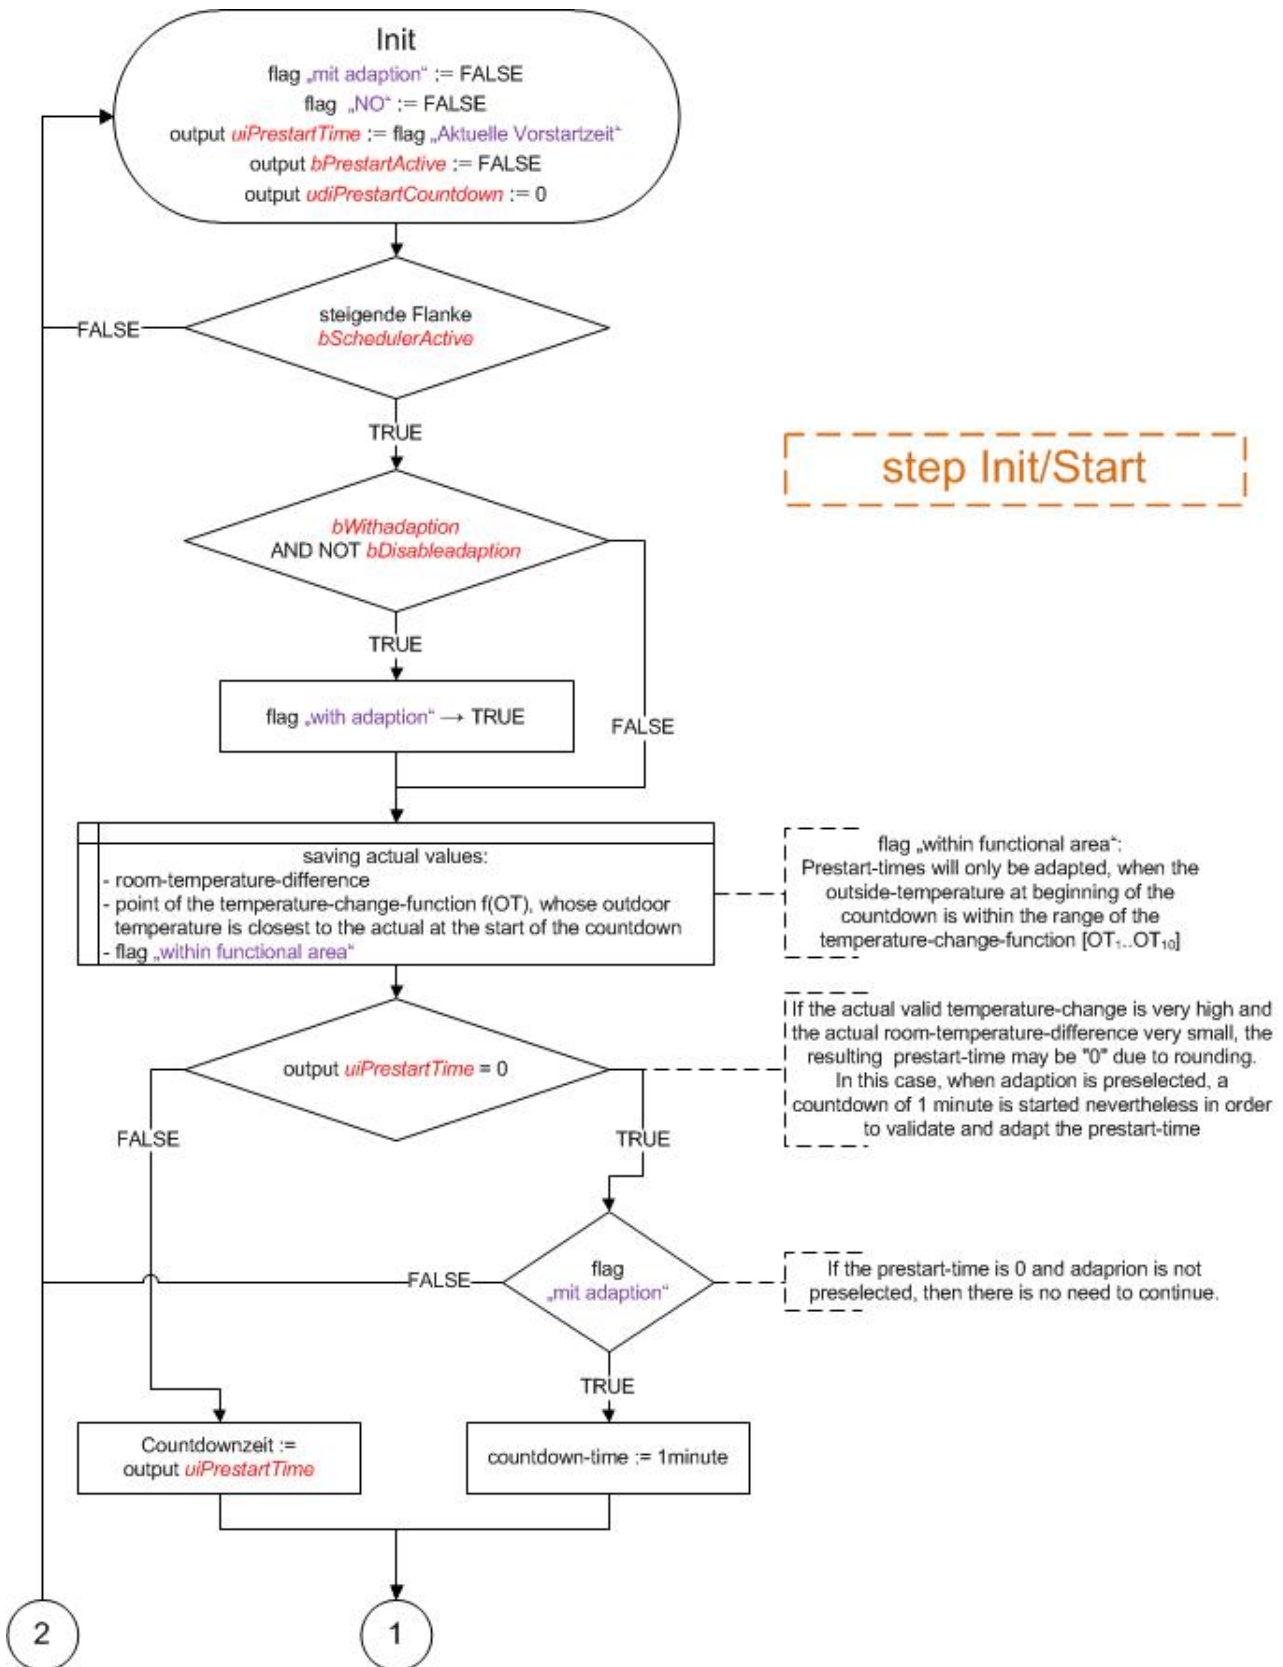 Init
flag „mit adaption“ := FALSE
flag „NO“ := FALSE
output uiPrestartTime := flag „Aktuelle Vorstartzeit“
output bPrestartActive := FALSE
output udiPrestartCountdown := 0
steigende Flanke
bSchedulerActive
FALSE
TRUE
step Init/Start
bWithadaption
AND NOT bDisableadaption
TRUE
flag „with adaption“ → TRUE
FALSE
saving actual values:
- room-temperature-difference
- point of the temperature-change-function f(OT), whose outdoor
temperature is closest to the actual at the start of the countdown
- flag „within functional area“
flag „within functional area“:
Prestart-times will only be adapted, when the
outside-temperature at beginning of the
countdown is within the range of the
temperature-change-function [OT₁..OT₁₀]
output uiPrestartTime = 0
If the actual valid temperature-change is very high and
the actual room-temperature-difference very small, the
resulting prestart-time may be "0" due to rounding.
In this case, when adaption is preselected, a
countdown of 1 minute is started nevertheless in order
to validate and adapt the prestart-time
FALSE
TRUE
flag
„mit adaption“
FALSE
If the prestart-time is 0 and adaprion is not
preselected, then there is no need to continue.
TRUE
Countdownzeit :=
output uiPrestartTime
countdown-time := 1minute
2
1